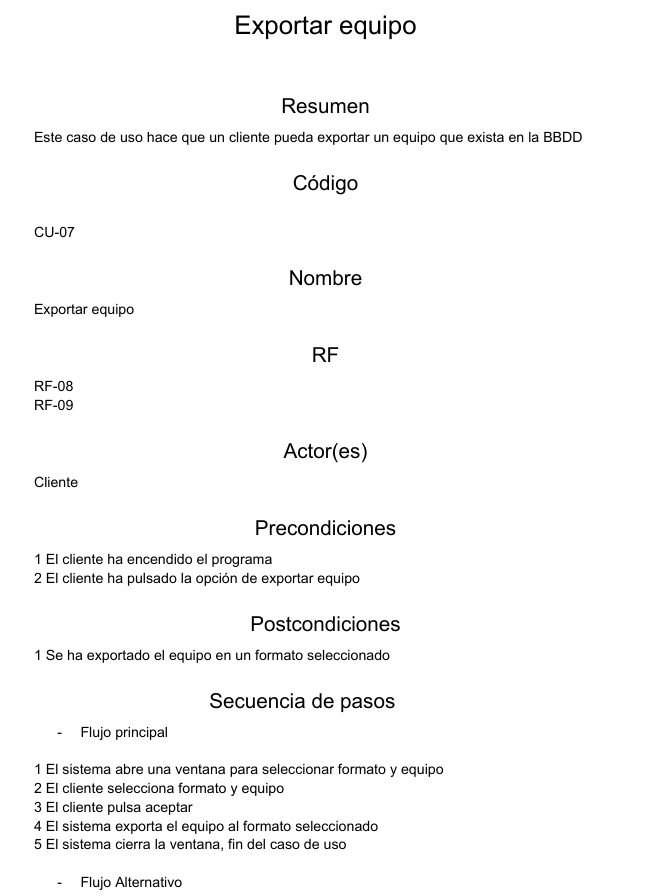 Exportar equipo
Resumen
Este caso de uso hace que un cliente pueda exportar un equipo que exista en la BBDD
Código
CU-07
Nombre
Exportar equipo
RF
RF-08
RF-09
Actor(es)
Cliente
Precondiciones
1 El cliente ha encendido el programa
2 El cliente ha pulsado la opción de exportar equipo
Postcondiciones
1 Se ha exportado el equipo en un formato seleccionado
Secuencia de pasos
- Flujo principal
1 El sistema abre una ventana para seleccionar formato y equipo
2 El cliente selecciona formato y equipo
3 El cliente pulsa aceptar
4 El sistema exporta el equipo al formato seleccionado
5 El sistema cierra la ventana, fin del caso de uso
- Flujo Alternativo